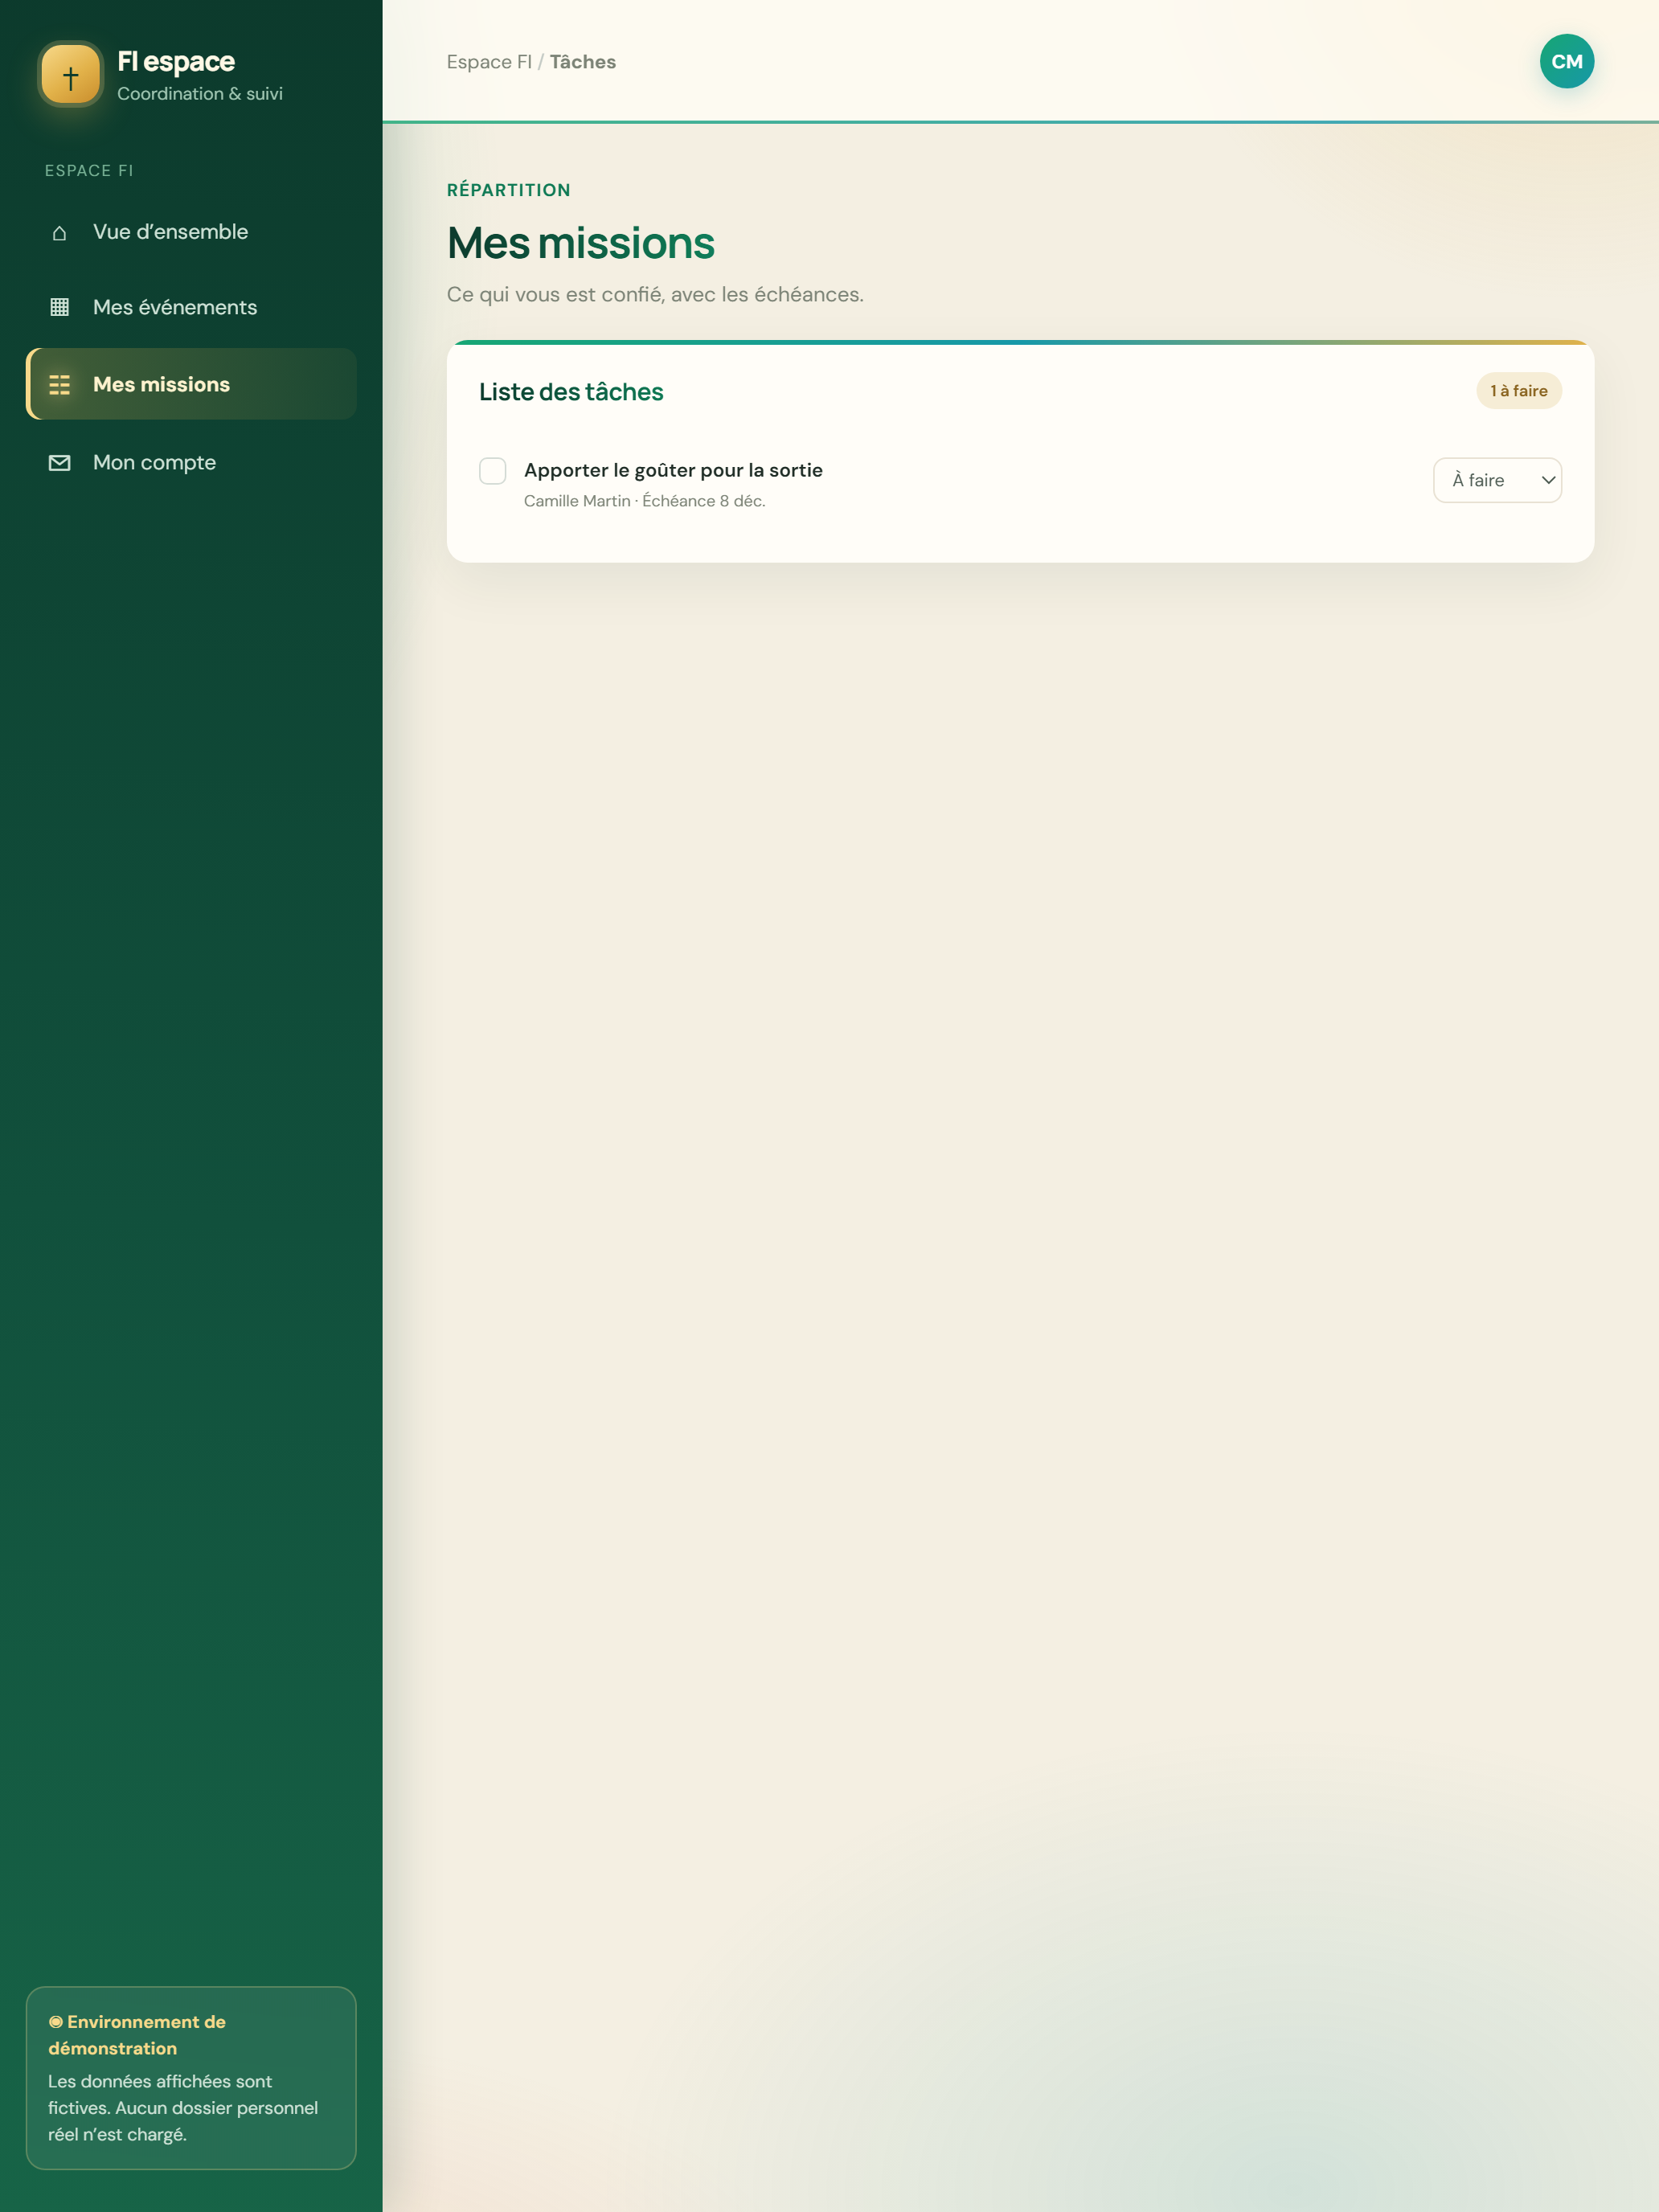 FI espace
Coordination & suivi
ESPACE FI
Vue d’ensemble
Mes événements
Mes missions
Mon compte
Environnement de
démonstration
Les données affichées sont
fictives. Aucun dossier personnel
réel n’est chargé.
Espace FI / Tâches
CM
RÉPARTITION
Mes missions
Ce qui vous est confié, avec les échéances.
Liste des tâches
1 à faire
Apporter le goûter pour la sortie
Camille Martin · Échéance 8 déc.
À faire